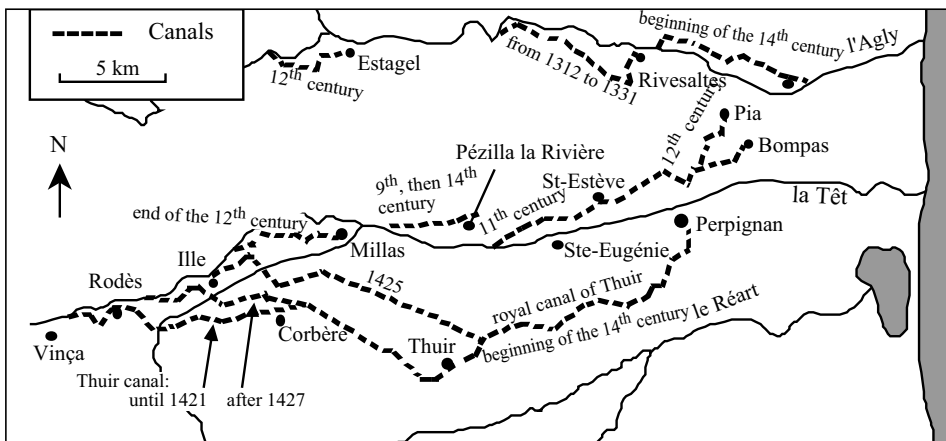 Canals
5 km
N
beginning of the 14th century
l'Agly
Estagel
12th century
from 1312 to 1331
Rivesaltes
Pia
12th century
Bompas
Pézilla la Rivière
9th, then 14th
century
St-Estève
11th century
la Têt
end of the 12th century
Perpignan
Ste-Eugénie
Millas
Ille
Rodès
1425
royal canal of Thuir
le Réart
beginning of the 14th century
Corbère
Thuir
Vinça
Thuir canal:
until 1421
after 1427